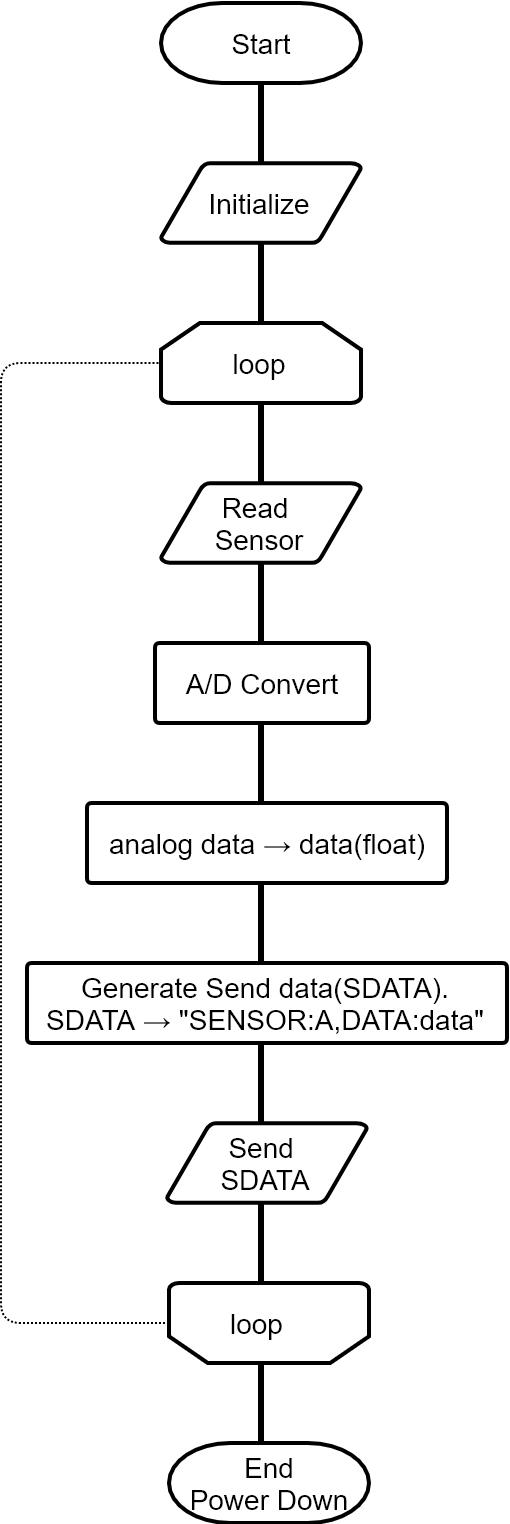 Start
Initialize
loop
Read
Sensor
A/D Convert
analog data → data(float)
Generate Send data(SDATA).
SDATA → "SENSOR:A,DATA:data"
Send
SDATA
loop
End
Power Down